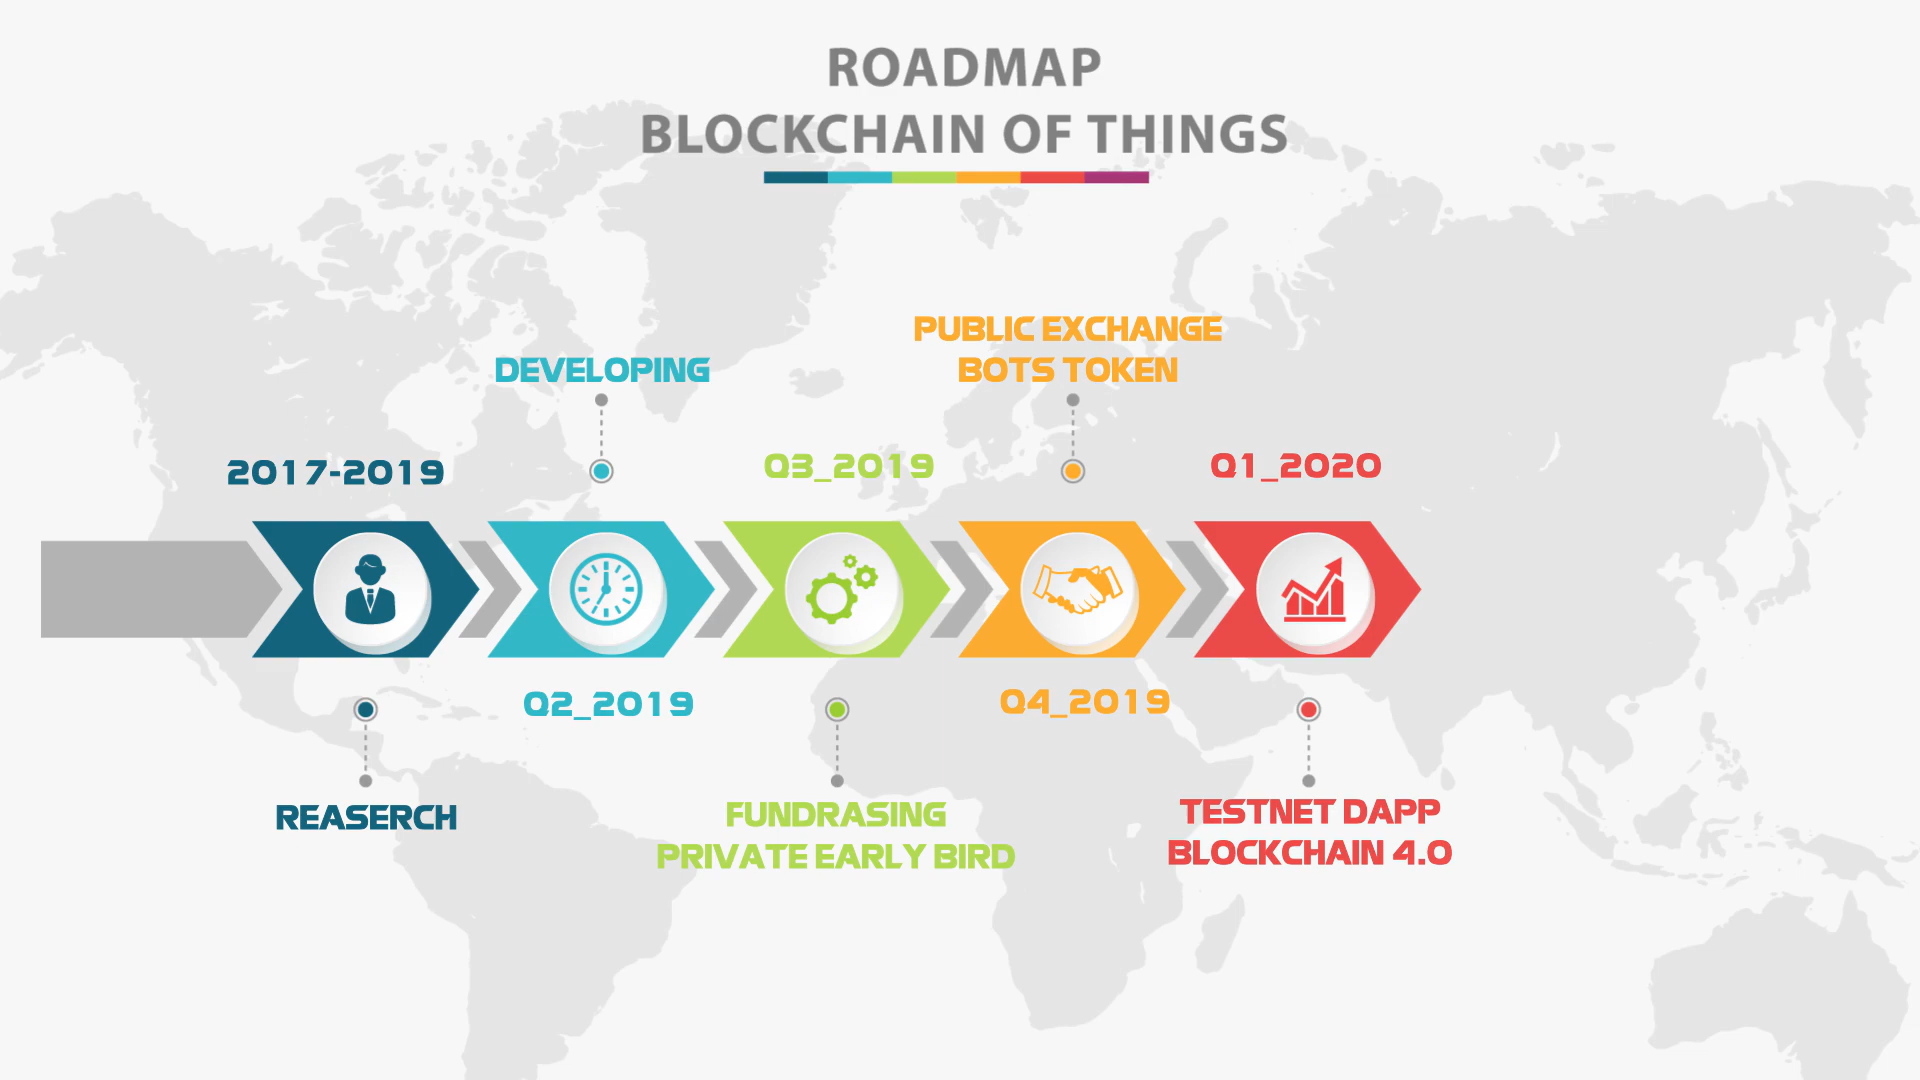 ROADMAP
BLOCKCHAIN OF THINGS
2017-2019
REASERCH
DEVELOPING
Q2_2019
Q3_2019
FUNDRASING
PRIVATE EARLY BIRD
PUBLIC EXCHANGE
BOTS TOKEN
Q4_2019
Q1_2020
TESTNET DAPP
BLOCKCHAIN 4.0